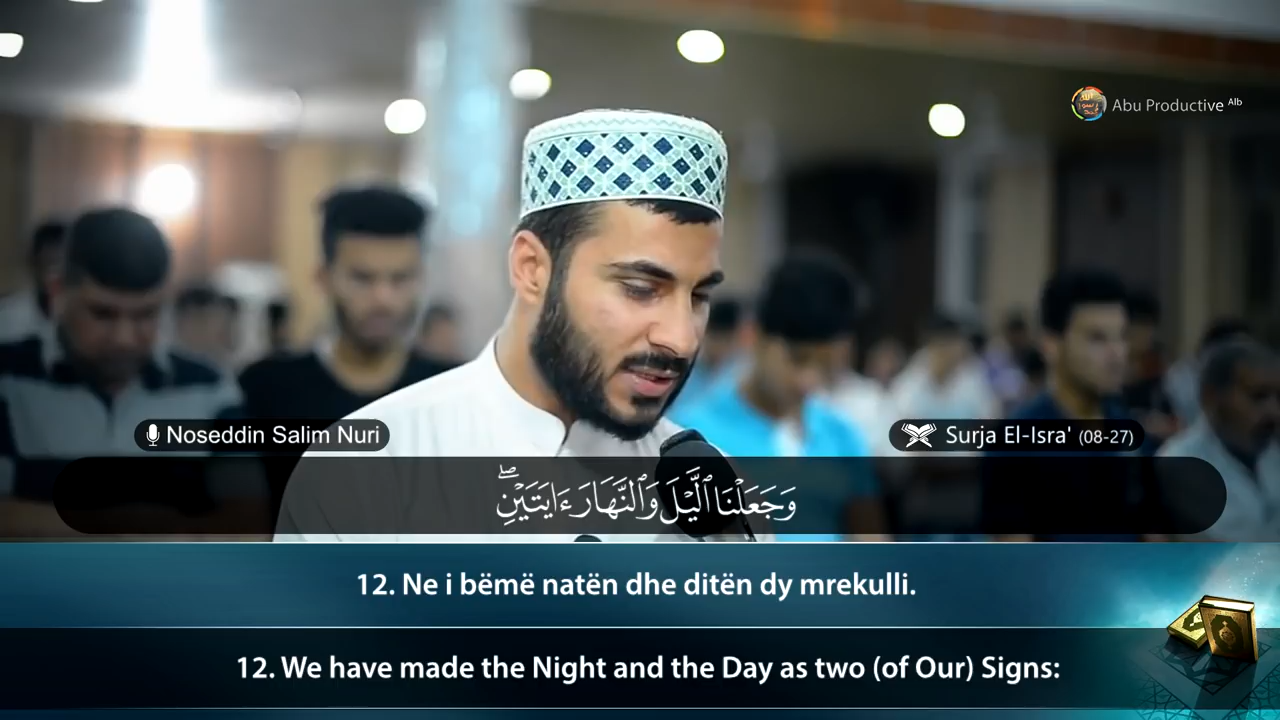 Abu Productive Alb
Noseddin Salim Nuri
Surja El-Isra' (08-27)
وَجَعَلْنَا ٱلَّيْلَ وَٱلنَّهَارَ ءَايَتَيْنِۖ
12. Ne i bëmë natën dhe ditën dy mrekulli.
12. We have made the Night and the Day as two (of Our) Signs: